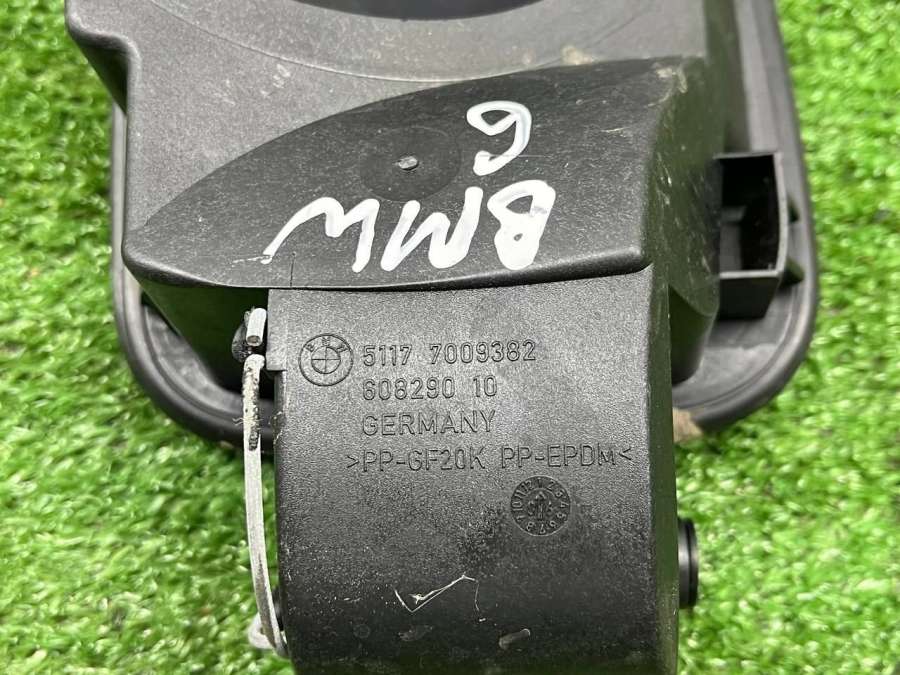 6
BMW
5117 7009382
608290 10
GERMANY
>PP-GF20K PP-EPDM<